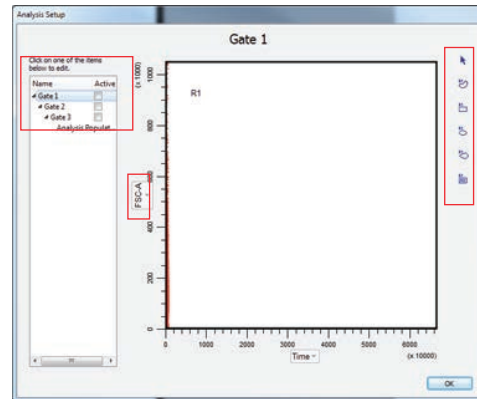 Analysis Setup
Gate 1
Click on one of the items
below to edit.
Name Active
Gate 1
Gate 2
Gate 3
Analysis Populat
(x 1000)
1000
800
600
400
200
0
FSC-A
R1
0 1000 2000 3000 4000 5000 6000
Time
(x 10000)
OK